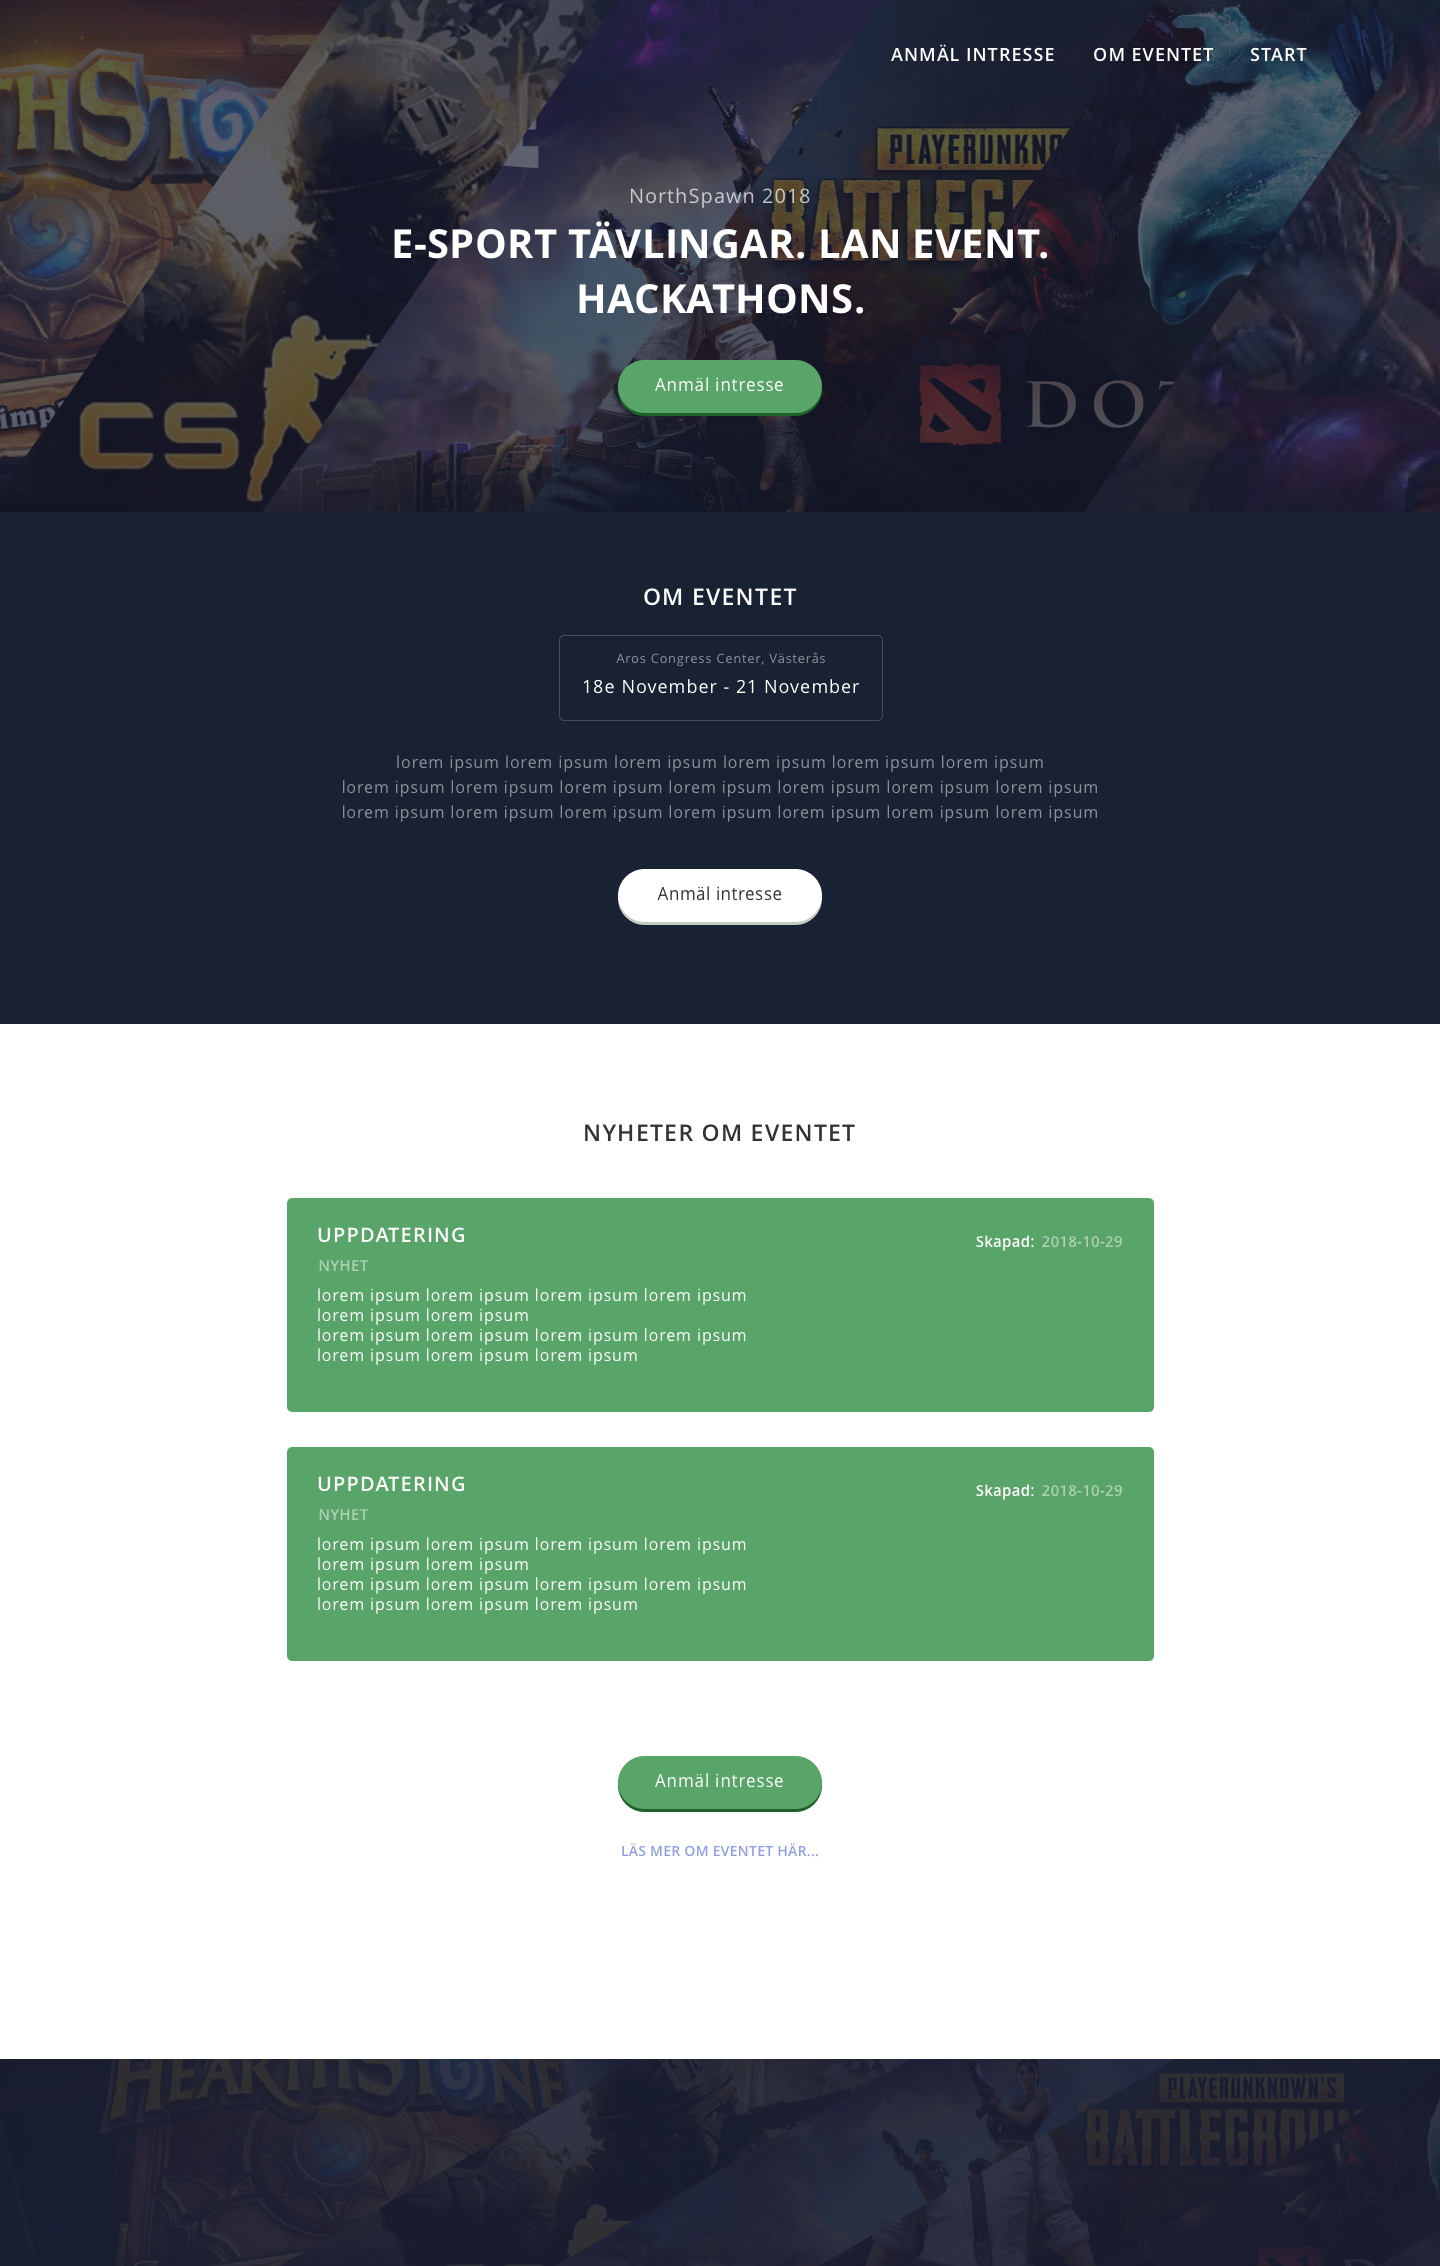 ANMÄL INTRESSE OM EVENTET START
THSTO
PLAYERUNKNO
BATTLEG
NorthSpawn 2018
E-SPORT TÄVLINGAR. LAN EVENT.
HACKATHONS.
Anmäl intresse
CS
DOT
OM EVENTET
Aros Congress Center, Västerås
18e November - 21 November
lorem ipsum lorem ipsum lorem ipsum lorem ipsum lorem ipsum lorem ipsum
lorem ipsum lorem ipsum lorem ipsum lorem ipsum lorem ipsum lorem ipsum lorem ipsum
lorem ipsum lorem ipsum lorem ipsum lorem ipsum lorem ipsum lorem ipsum lorem ipsum
Anmäl intresse
NYHETER OM EVENTET
UPPDATERING
Skapad: 2018-10-29
NYHET
lorem ipsum lorem ipsum lorem ipsum lorem ipsum
lorem ipsum lorem ipsum
lorem ipsum lorem ipsum lorem ipsum lorem ipsum
lorem ipsum lorem ipsum lorem ipsum
UPPDATERING
Skapad: 2018-10-29
NYHET
lorem ipsum lorem ipsum lorem ipsum lorem ipsum
lorem ipsum lorem ipsum
lorem ipsum lorem ipsum lorem ipsum lorem ipsum
lorem ipsum lorem ipsum lorem ipsum
Anmäl intresse
LÄS MER OM EVENTET HÄR...
HEARTHSTONE
PLAYERUNKNOWN'S
BATTLEGROUN